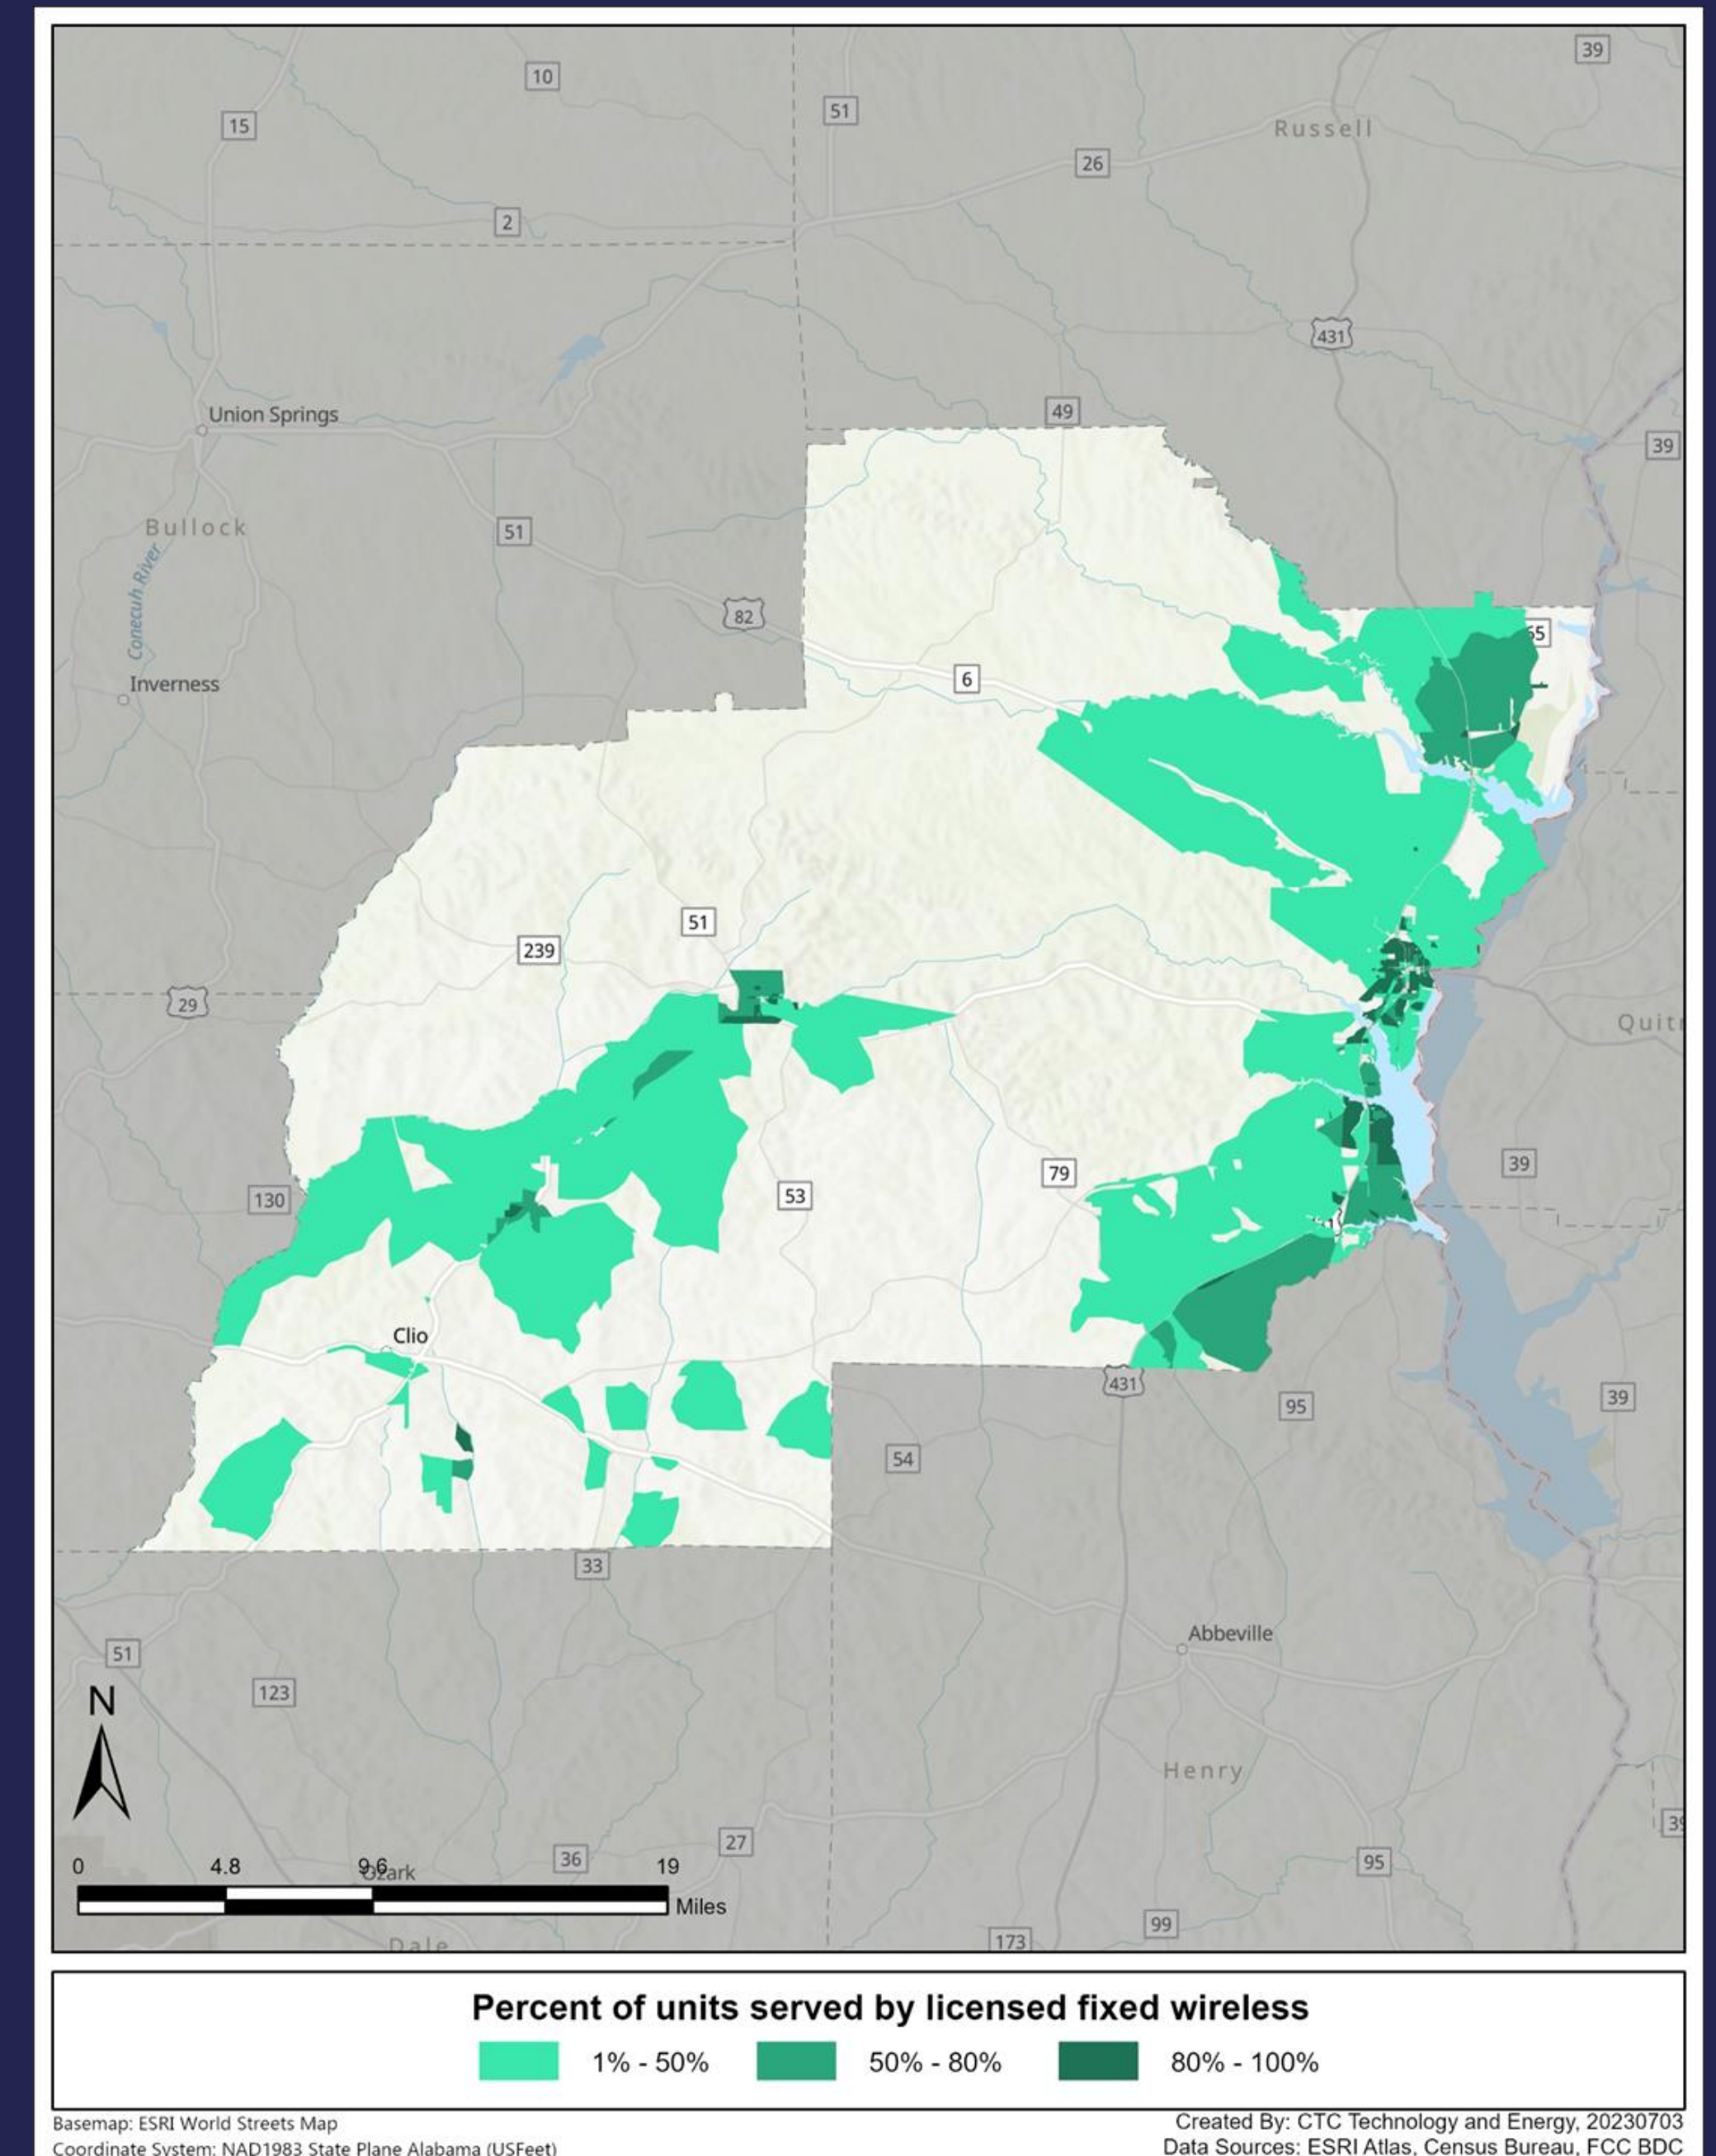 39
10
51
15
Russell
26
2
431
49
Union Springs
39
Bullock
51
Conecuh River
82
Inverness
6
51
239
29
Quit
39
79
53
130
Clio
431
95
39
54
33
Abbeville
51
N
123
Henry
27
36
95
0
4.8
9.6
Ozark
19
Miles
99
173
Dale
Percent of units served by licensed fixed wireless
1% - 50%
50% - 80%
80% - 100%
Basemap: ESRI World Streets Map
Created By: CTC Technology and Energy, 20230703
Coordinate System: NAD1983 State Plane Alabama (USFeet)
Data Sources: ESRI Atlas, Census Bureau, FCC BDC